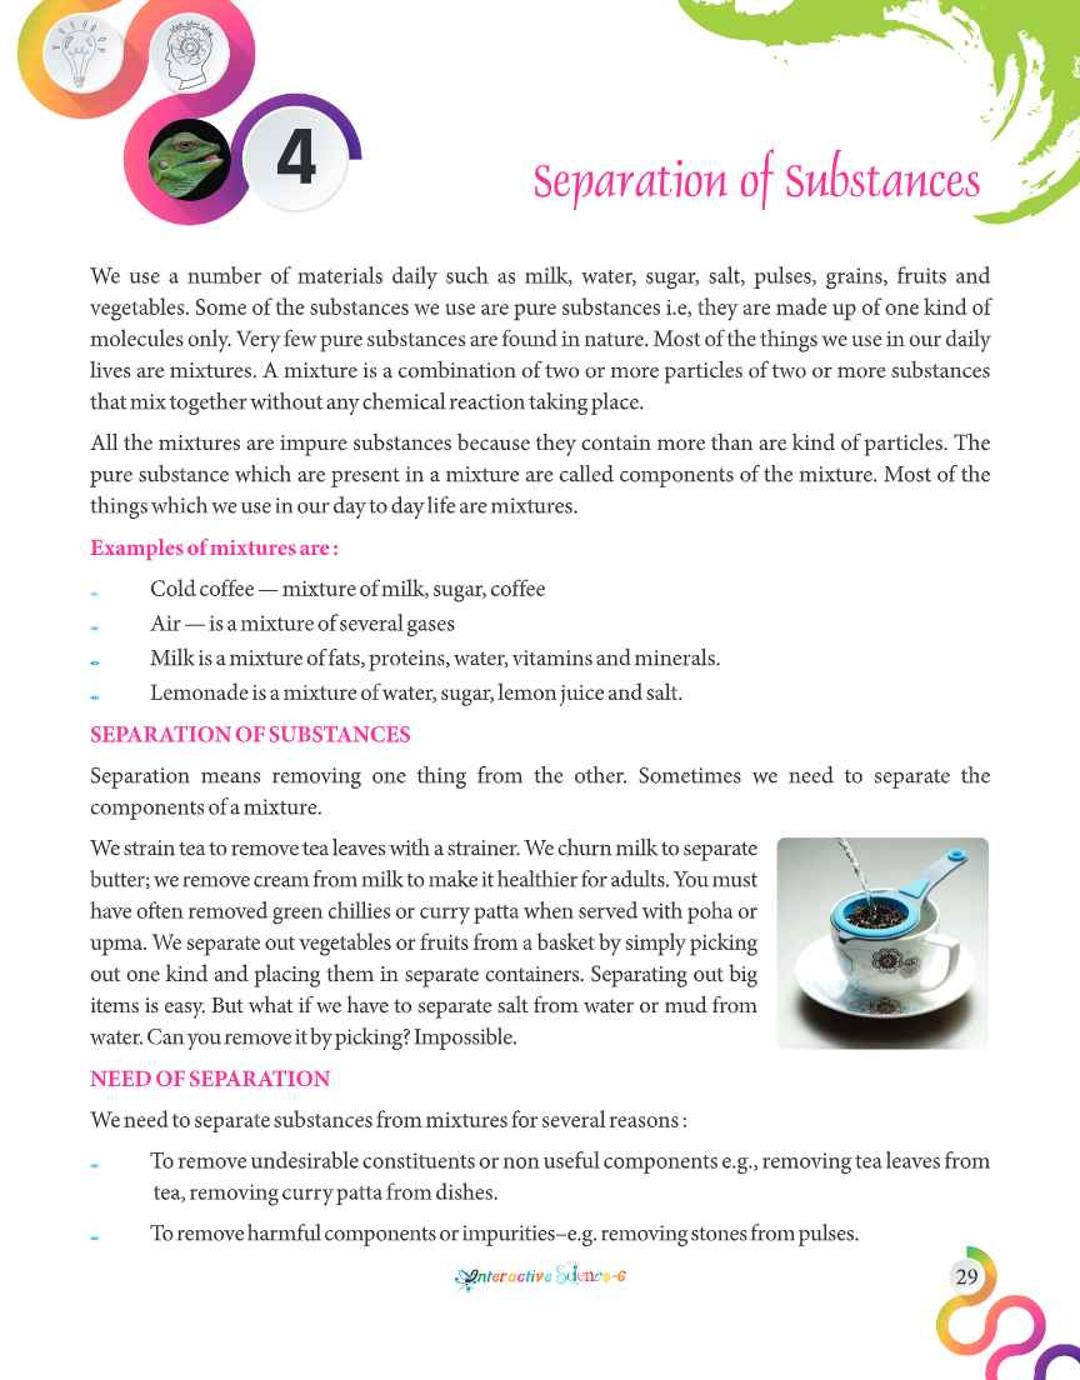 4
Separation of Substances
We use a number of materials daily such as milk, water, sugar, salt, pulses, grains, fruits and
vegetables. Some of the substances we use are pure substances i.e, they are made up of one kind of
molecules only. Very few pure substances are found in nature. Most of the things we use in our daily
lives are mixtures. A mixture is a combination of two or more particles of two or more substances
that mix together without any chemical reaction taking place.
All the mixtures are impure substances because they contain more than are kind of particles. The
pure substance which are present in a mixture are called components of the mixture. Most of the
things which we use in our day to day life are mixtures.
Examples of mixtures are :
Cold coffee — mixture of milk, sugar, coffee
Air — is a mixture of several gases
Milk is a mixture of fats, proteins, water, vitamins and minerals.
Lemonade is a mixture of water, sugar, lemon juice and salt.
SEPARATION OF SUBSTANCES
Separation means removing one thing from the other. Sometimes we need to separate the
components of a mixture.
We strain tea to remove tea leaves with a strainer. We churn milk to separate
butter; we remove cream from milk to make it healthier for adults. You must
have often removed green chillies or curry patta when served with poha or
upma. We separate out vegetables or fruits from a basket by simply picking
out one kind and placing them in separate containers. Separating out big
items is easy. But what if we have to separate salt from water or mud from
water. Can you remove it by picking? Impossible.
NEED OF SEPARATION
We need to separate substances from mixtures for several reasons :
To remove undesirable constituents or non useful components e.g., removing tea leaves from
tea, removing curry patta from dishes.
To remove harmful components or impurities–e.g. removing stones from pulses.
Interactive Science-6
29